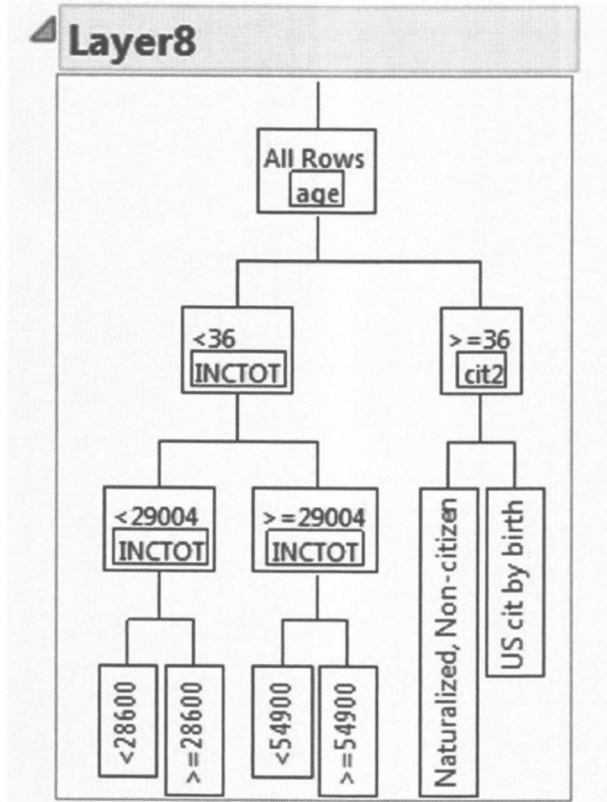 Layer8
All Rows
age
<36
INCTOT
>=36
cit2
<29004
INCTOT
>=29004
INCTOT
<28600
>=28600
<54900
>=54900
Naturalized, Non-citizen
US cit by birth